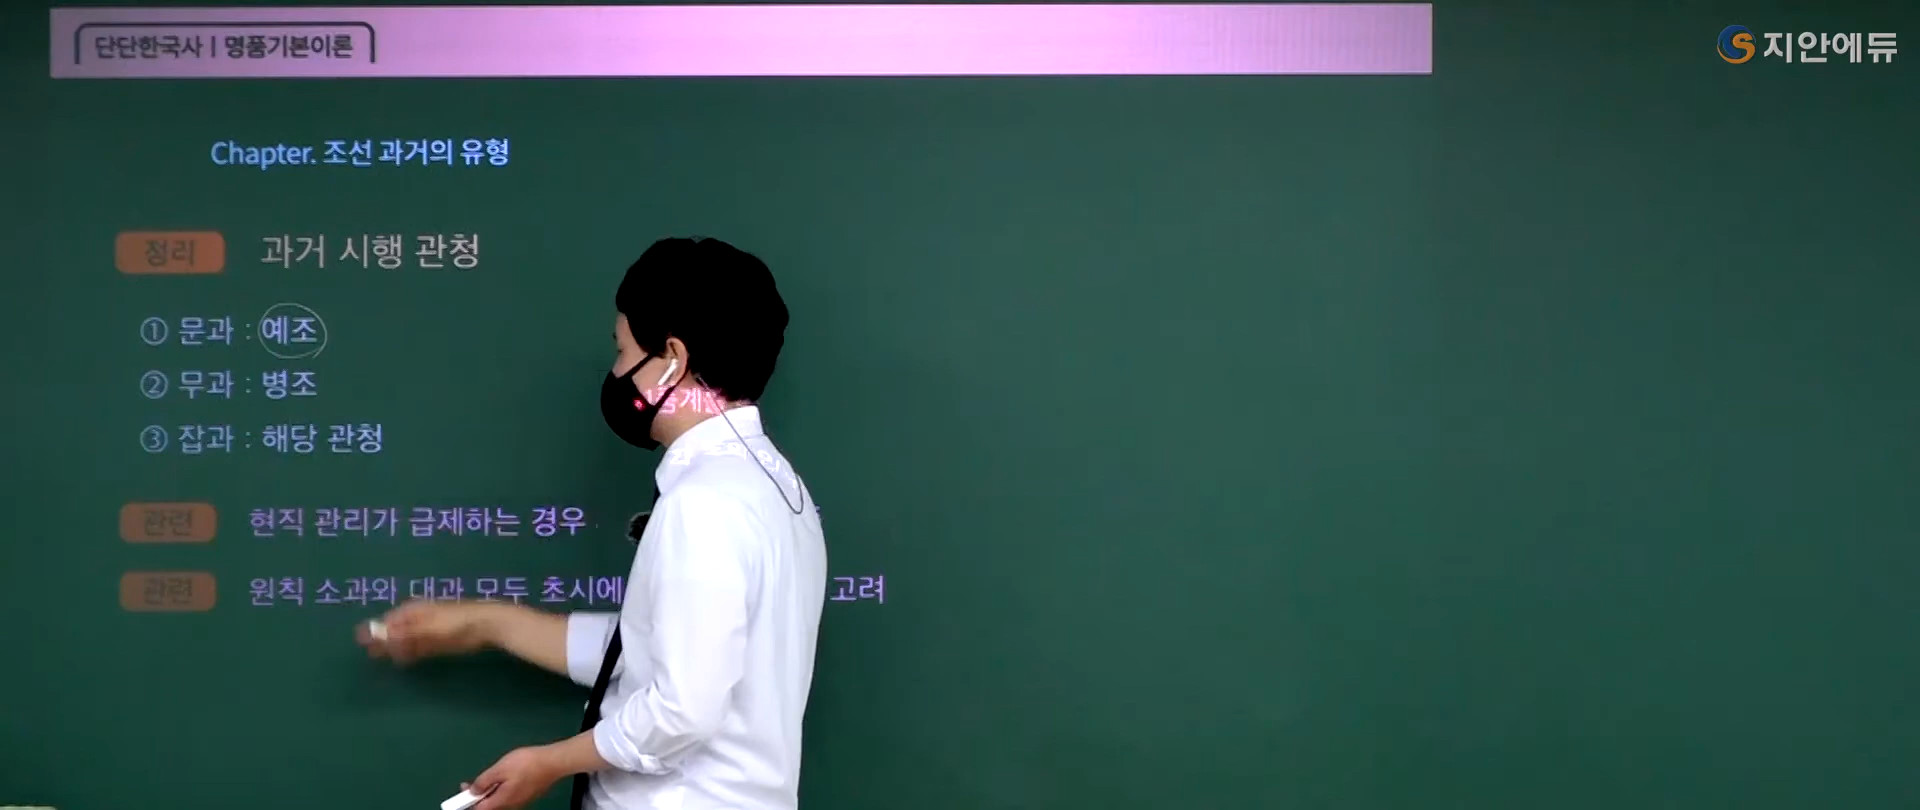 단단한국사 | 명품기본이론
지안에듀
Chapter. 조선 과거의 유형
정리 과거 시행 관청
① 문과 : 예조
② 무과 : 병조
③ 잡과 : 해당 관청
관련 현직 관리가 급제하는 경우
관련 원칙 소과와 대과 모두 초시에 고려